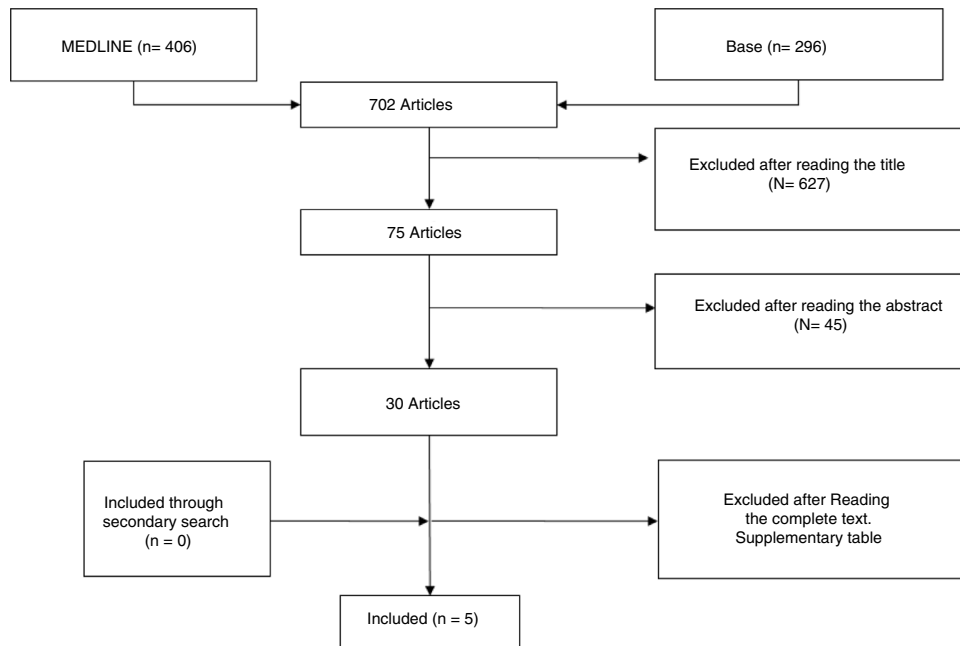 MEDLINE (n= 406)
Base (n= 296)
702 Articles
Excluded after reading the title
(N= 627)
75 Articles
Excluded after reading the abstract
(N= 45)
30 Articles
Included through
secondary search
(n = 0)
Excluded after Reading
the complete text.
Supplementary table
Included (n = 5)